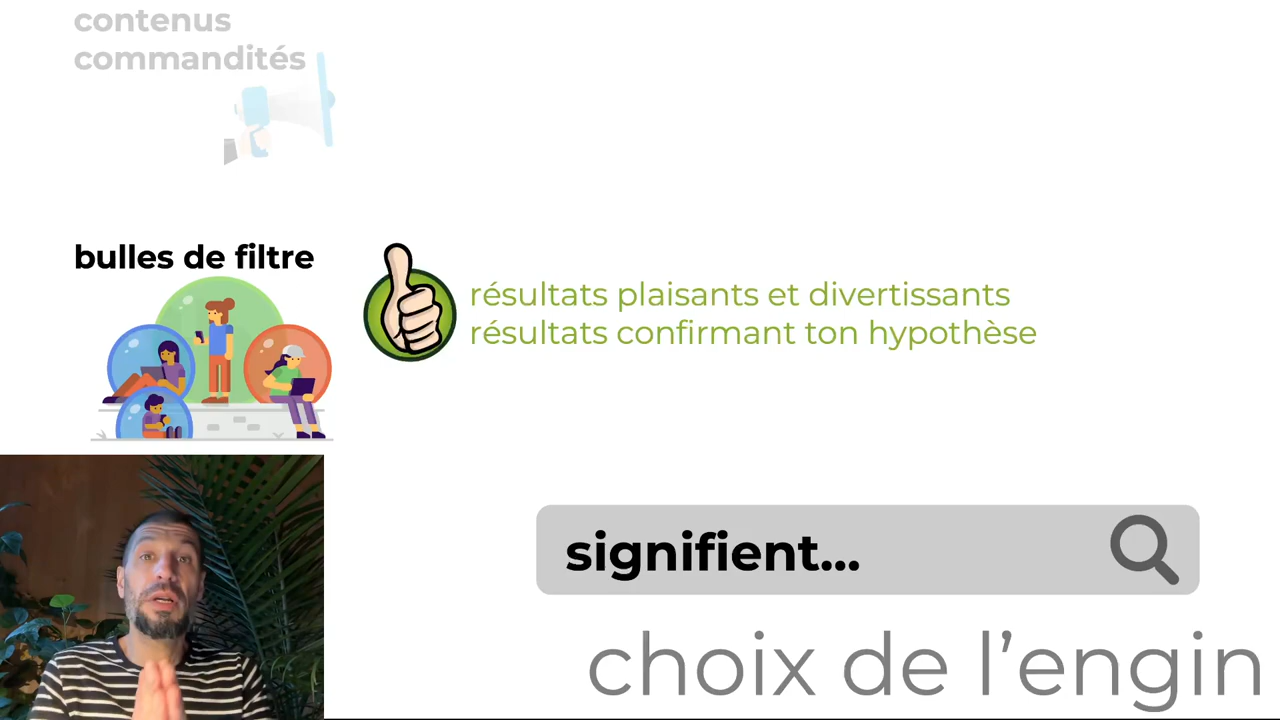 contenus
commandités
bulles de filtre
résultats plaisants et divertissants
résultats confirmant ton hypothèse
signifient...
choix de l'engin